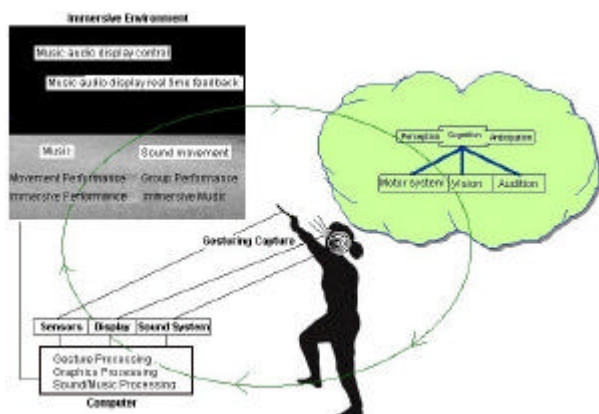 Immersive Environment
Music audio display control
Music audio display real time feedback
Music
Sound movement
Movement Performance
Group Performance
Immersive Performance
Immersive Music
Perception
Cognition
Anticipation
Motor system
Vision
Audition
Gesturing Capture
Sensors
Display
Sound System
Gesture Processing
Graphics Processing
Sound/Music Processing
Computer